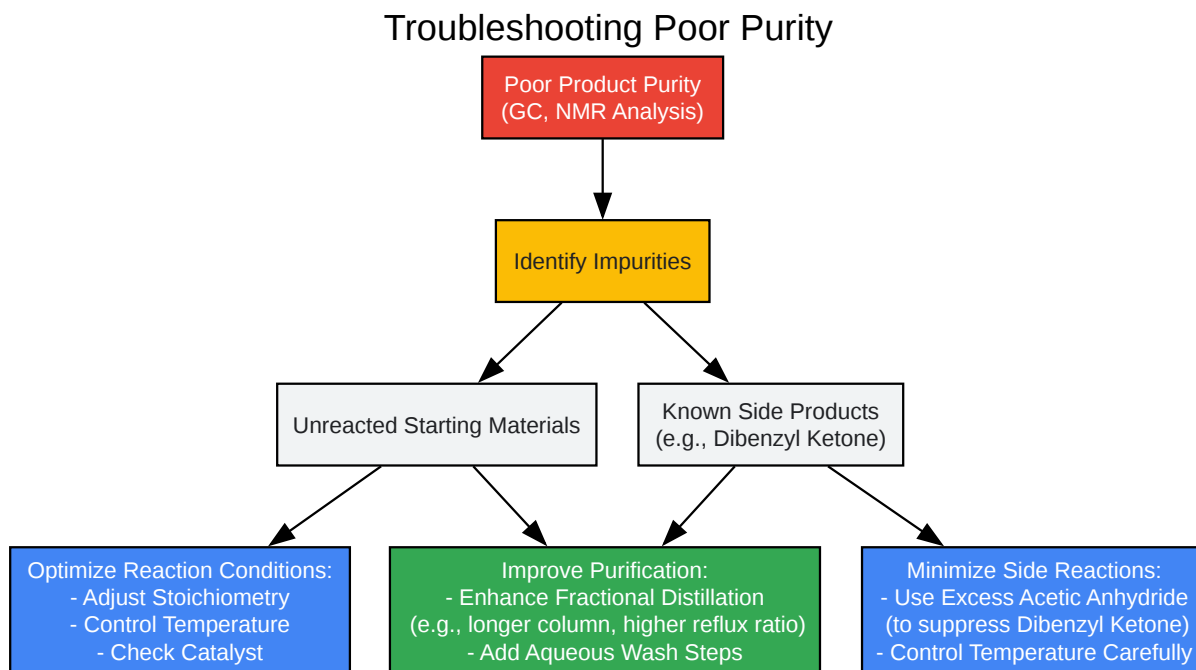 Troubleshooting Poor Purity
Poor Product Purity
(GC, NMR Analysis)
Identify Impurities
Unreacted Starting Materials
Known Side Products
(e.g., Dibenzyl Ketone)
Optimize Reaction Conditions:
- Adjust Stoichiometry
- Control Temperature
- Check Catalyst
Improve Purification:
- Enhance Fractional Distillation
(e.g., longer column, higher reflux ratio)
- Add Aqueous Wash Steps
Minimize Side Reactions:
- Use Excess Acetic Anhydride
(to suppress Dibenzyl Ketone)
- Control Temperature Carefully